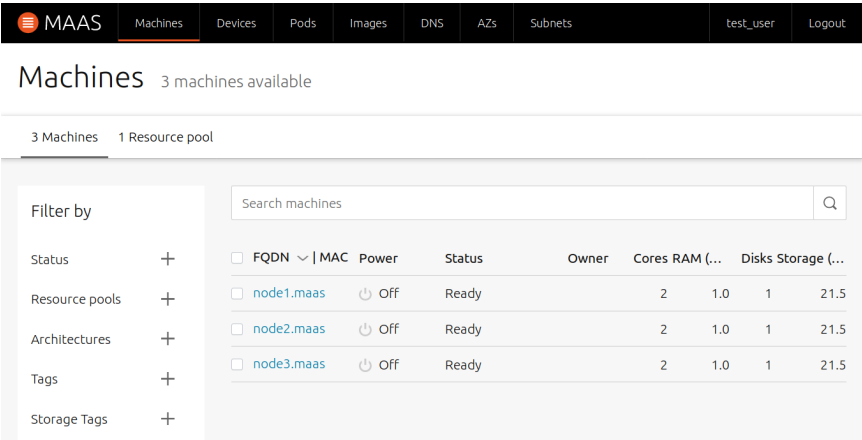 MAAS Machines Devices Pods Images DNS AZs Subnets test_user Logout
Machines 3 machines available
3 Machines 1 Resource pool
Filter by
Status
Resource pools
Architectures
Tags
Storage Tags
Search machines
FQDN | MAC Power Status Owner Cores RAM (... Disks Storage (...
node1.maas Off Ready 2 1.0 1 21.5
node2.maas Off Ready 2 1.0 1 21.5
node3.maas Off Ready 2 1.0 1 21.5